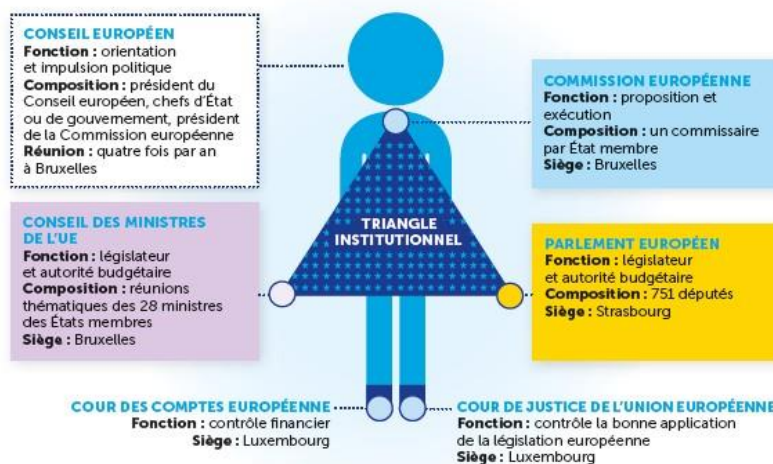 CONSEIL EUROPÉEN
Fonction : orientation
et impulsion politique
Composition : président du
Conseil européen, chefs d'État
ou de gouvernement, président
de la Commission européenne
Réunion : quatre fois par an
à Bruxelles
COMMISSION EUROPÉENNE
Fonction : proposition et
exécution
Composition : un commissaire
par État membre
Siège : Bruxelles
CONSEIL DES MINISTRES
DE L'UE
Fonction : législateur
et autorité budgétaire
Composition : réunions
thématiques des 28 ministres
des États membres
Siège : Bruxelles
TRIANGLE
INSTITUTIONNEL
PARLEMENT EUROPÉEN
Fonction : législateur
et autorité budgétaire
Composition : 751 députés
Siège : Strasbourg
COUR DES COMPTES EUROPÉENNE
Fonction : contrôle financier
Siège : Luxembourg
COUR DE JUSTICE DE L'UNION EUROPÉENNE
Fonction : contrôle la bonne application
de la législation européenne
Siège : Luxembourg